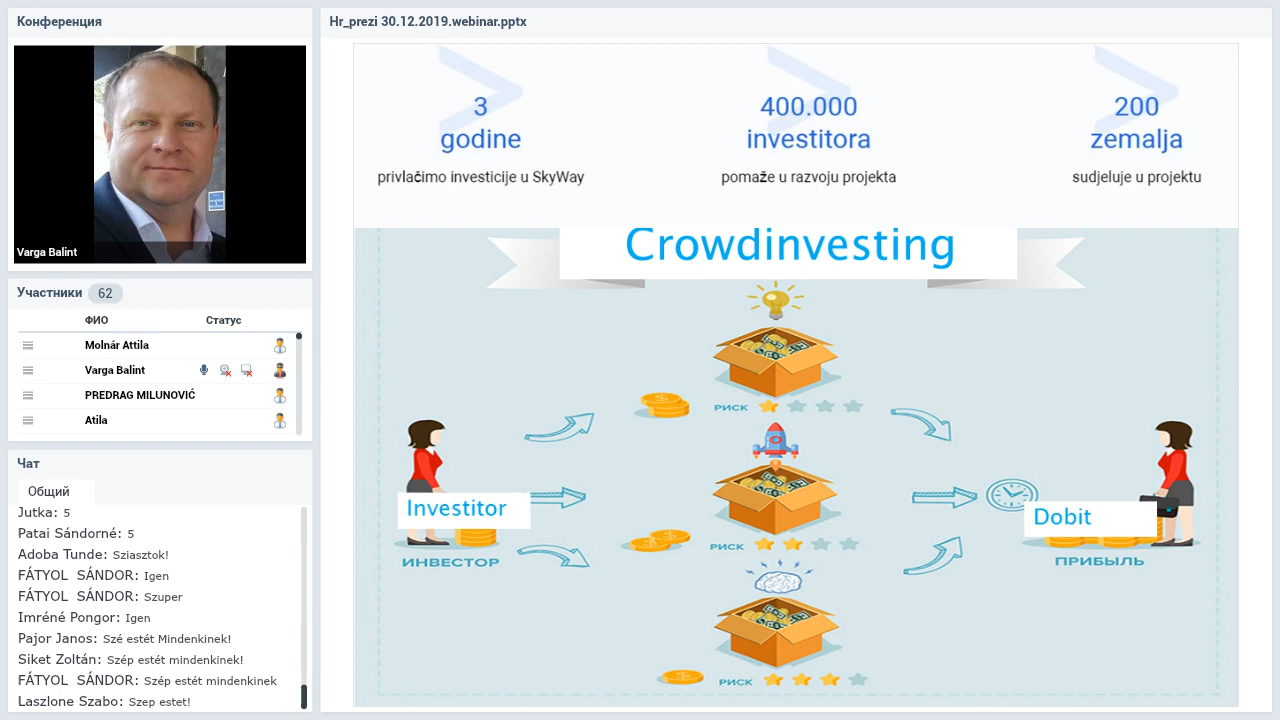 Конференция
Varga Balint
Участники 62
ФИО Статус
Molnár Attila
Varga Balint
PREDRAG MILUNOVIĆ
Atila
Чат
Общий
Jutka: 5
Patai Sándorné: 5
Adoba Tunde: Sziasztok!
FÁTYOL SÁNDOR: Igen
FÁTYOL SÁNDOR: Szuper
Imréné Pongor: Igen
Pajor Janos: Szé estét Mindenkinek!
Siket Zoltán: Szép estét mindenkinek!
FÁTYOL SÁNDOR: Szép estét mindenkinek
Laszlone Szabo: Szep estet!
Hr_prezi 30.12.2019.webinar.pptx
3
godine
privlačimo investicije u SkyWay
400.000
investitora
pomaže u razvoju projekta
200
zemalja
sudjeluje u projektu
Crowdinvesting
РИСК
Investitor
ИНВЕСТОР
РИСК
Dobit
ПРИБЫЛЬ
РИСК